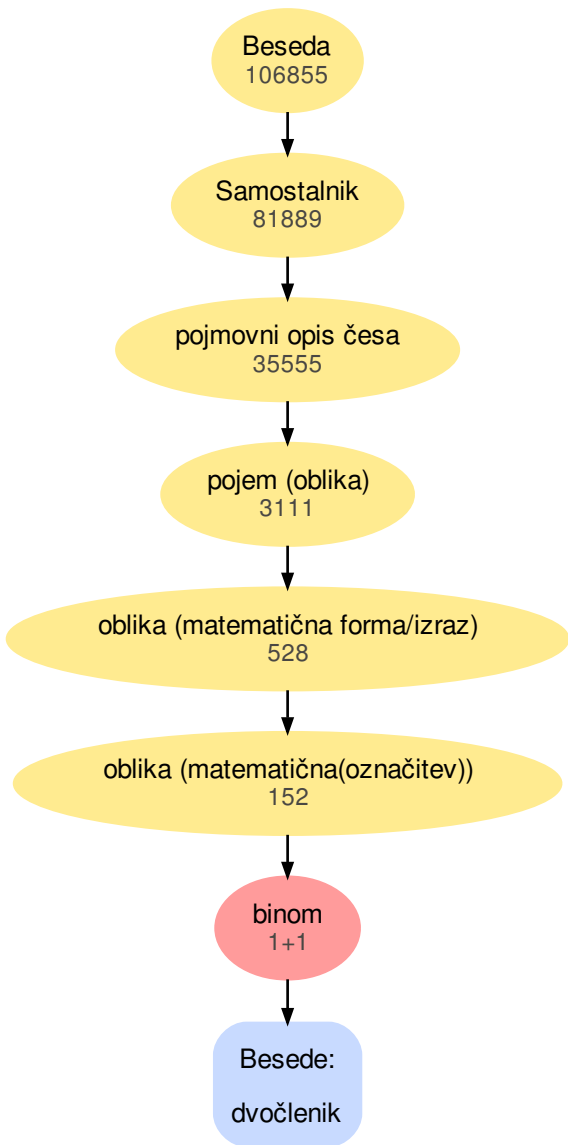 Beseda
106855
Samostalnik
81889
pojmovni opis česa
35555
pojem (oblika)
3111
oblika (matematična forma/izraz)
528
oblika (matematična(označitev))
152
binom
1+1
Besede:
dvočlenik